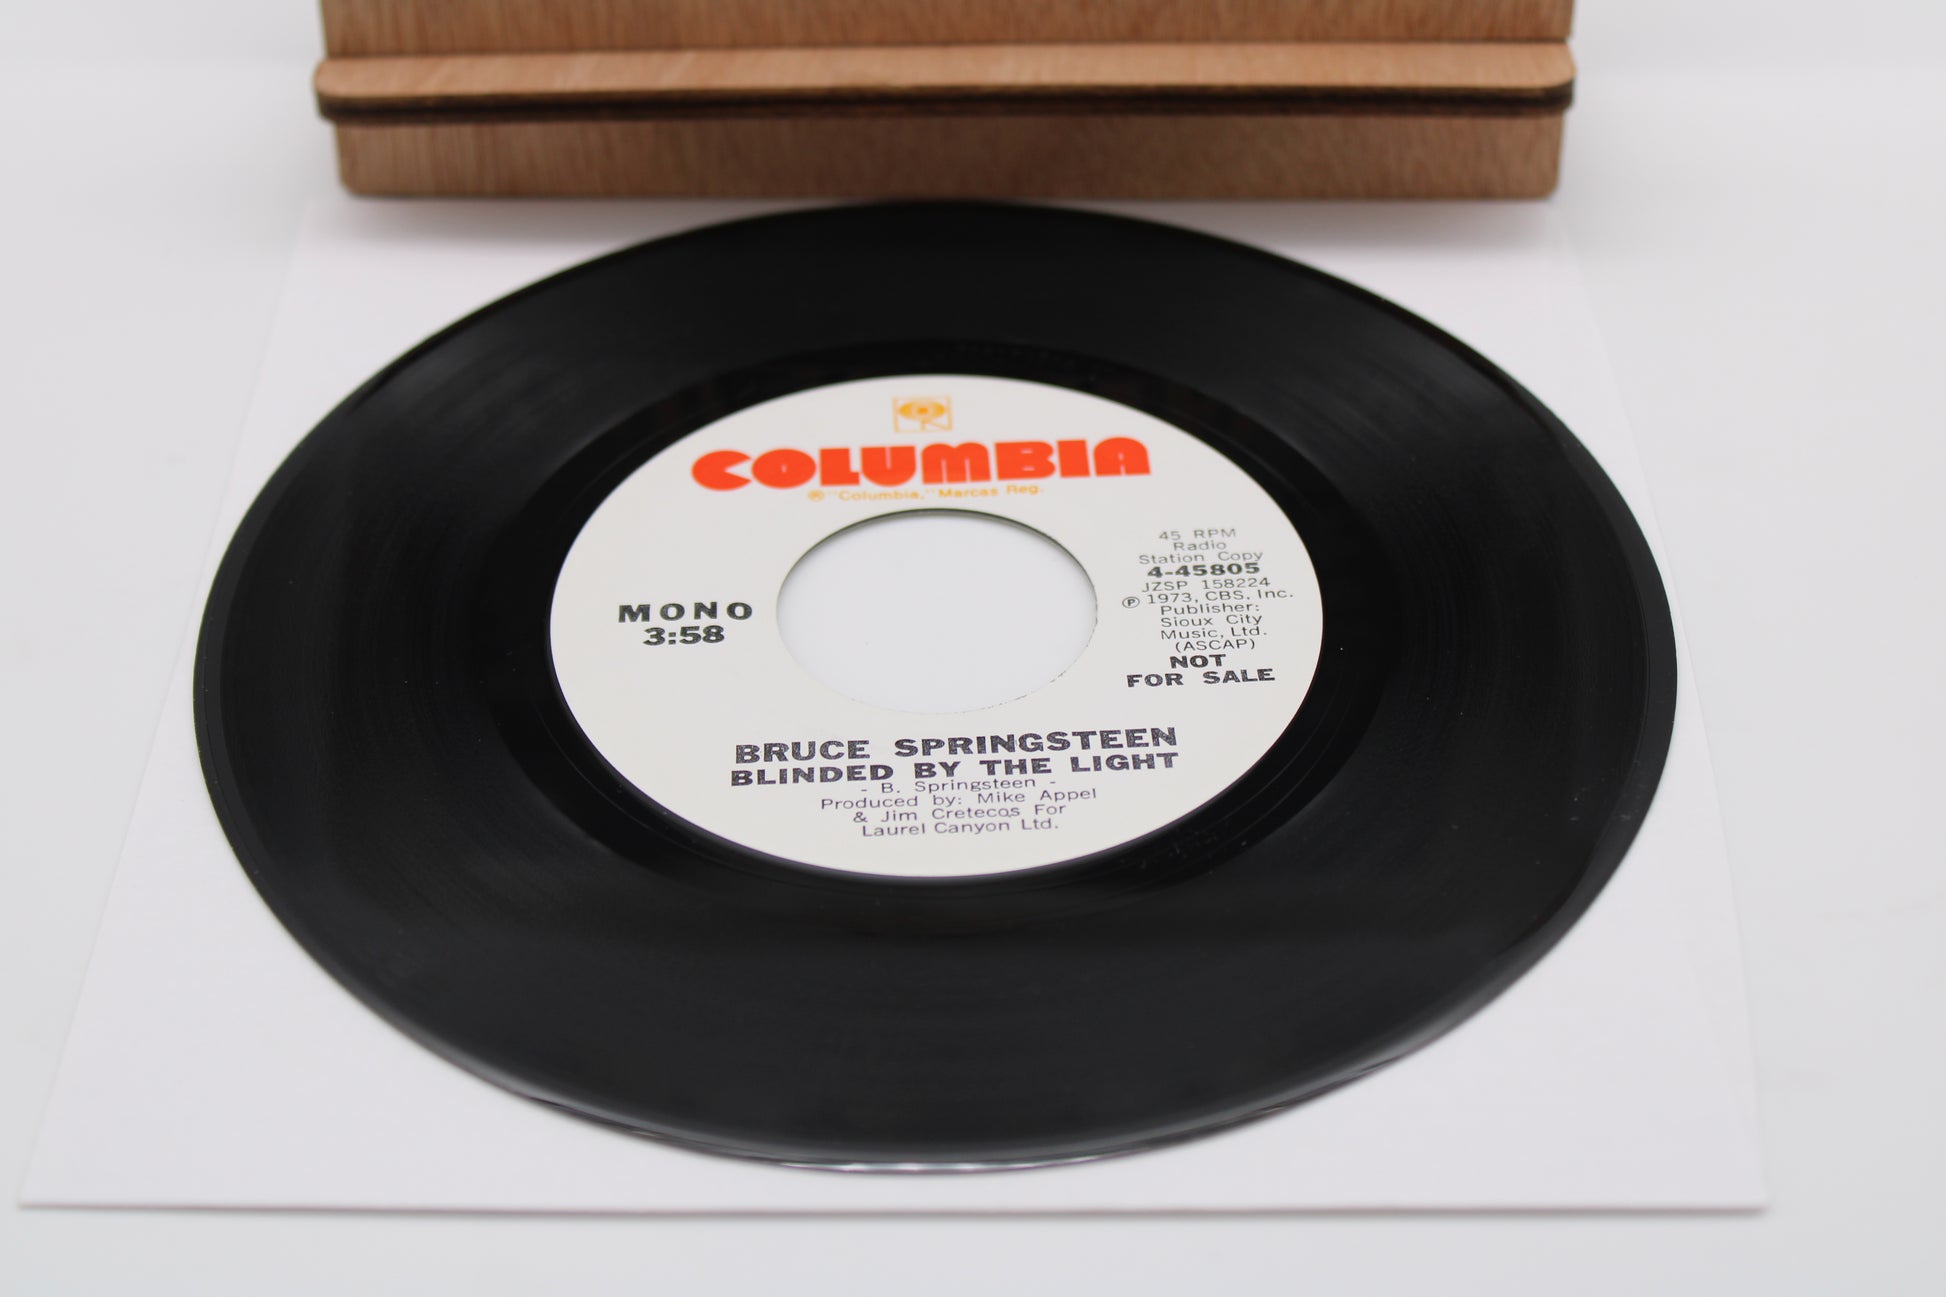 COLUMBIA
® "Columbia," Marcas Reg.
MONO
3:58
45 RPM
Radio
Station Copy
4-45805
JZSP 158224
℗ 1973, CBS, Inc.
Publisher:
Sioux City
Music, Ltd.
(ASCAP)
NOT
FOR SALE
BRUCE SPRINGSTEEN
BLINDED BY THE LIGHT
- B. Springsteen -
Produced by: Mike Appel
& Jim Cretecos For
Laurel Canyon Ltd.